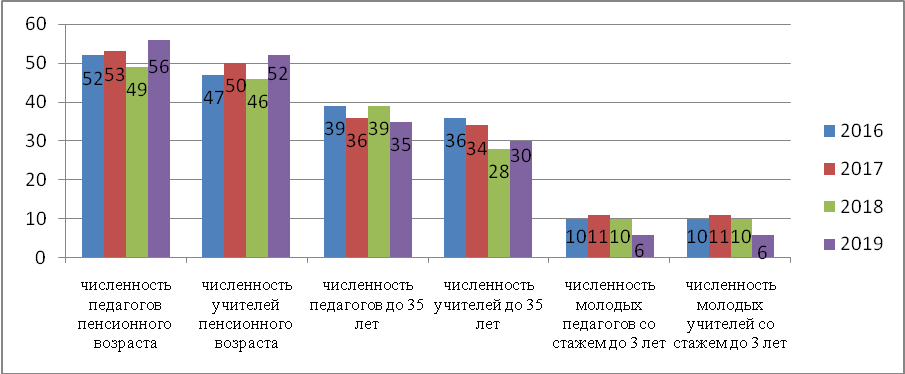 60
50
40
30
20
10
0
52
53
49
56
47
50
46
52
39
36
39
35
36
34
28
30
10
11
10
6
10
11
10
6
численность
педагогов
пенсионного
возраста
численность
учителей
пенсионного
возраста
численность
педагогов до 35
лет
численность
учителей до 35
лет
численность
молодых
педагогов со
стажем до 3 лет
численность
молодых
учителей со
стажем до 3 лет
2016
2017
2018
2019